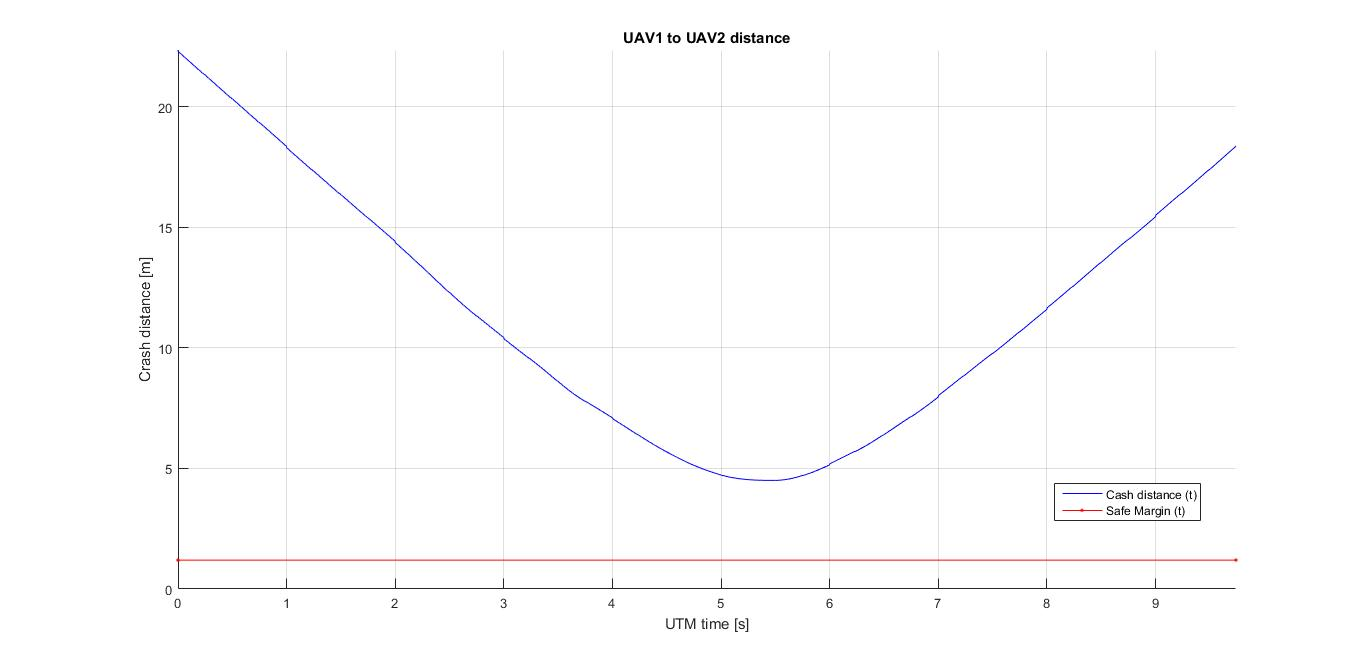 UAV1 to UAV2 distance
20
15
10
5
0
Crash distance [m]
Cash distance (t)
Safe Margin (t)
0 1 2 3 4 5 6 7 8 9
UTM time [s]